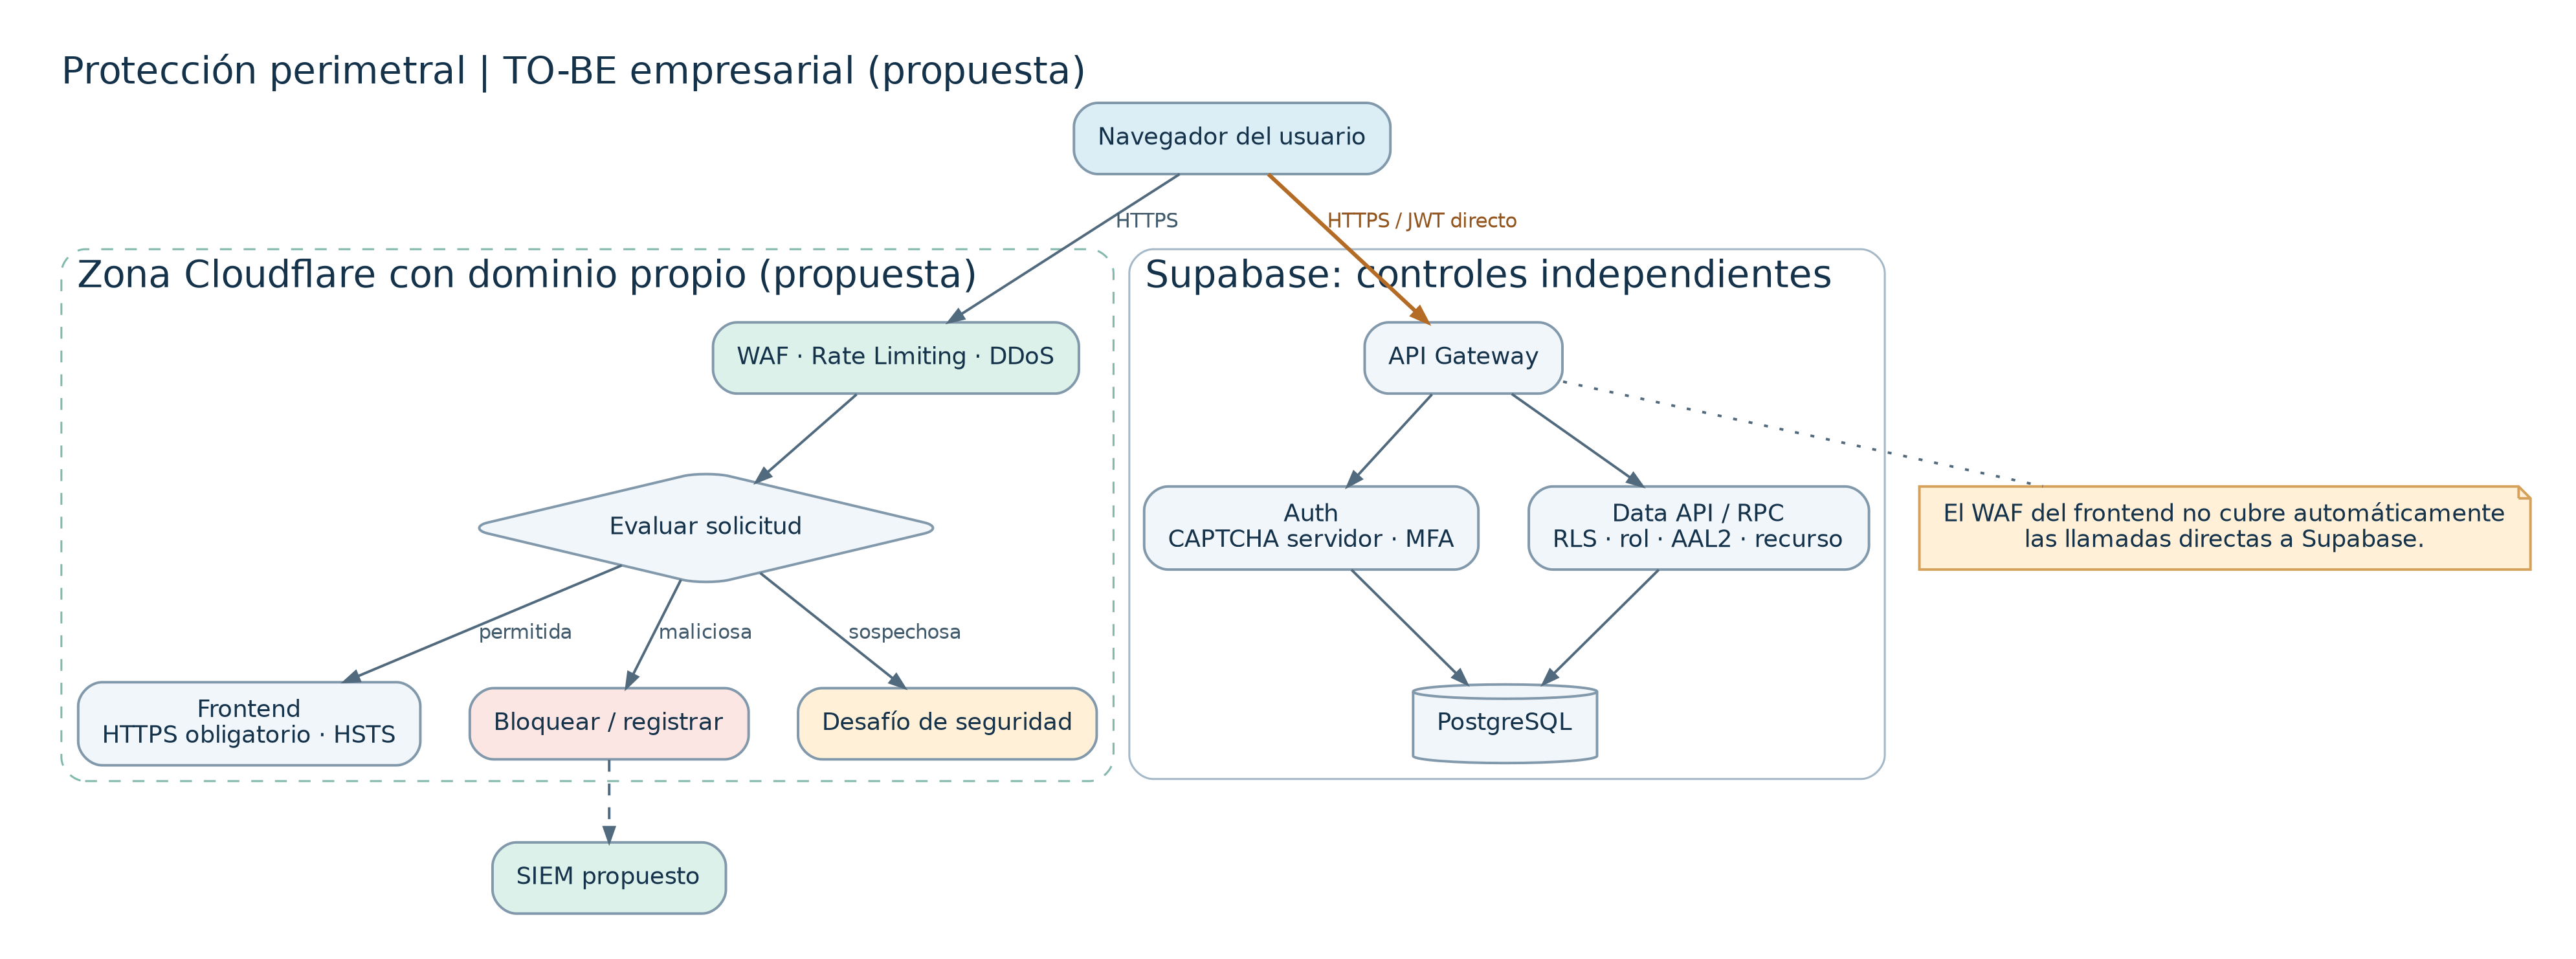 Protección perimetral | TO-BE empresarial (propuesta)
Navegador del usuario
HTTPS
HTTPS / JWT directo
Zona Cloudflare con dominio propio (propuesta)
WAF · Rate Limiting · DDoS
Evaluar solicitud
permitida
maliciosa
sospechosa
Frontend
HTTPS obligatorio · HSTS
Bloquear / registrar
Desafío de seguridad
SIEM propuesto
Supabase: controles independientes
API Gateway
Auth
CAPTCHA servidor · MFA
Data API / RPC
RLS · rol · AAL2 · recurso
PostgreSQL
El WAF del frontend no cubre automáticamente
las llamadas directas a Supabase.